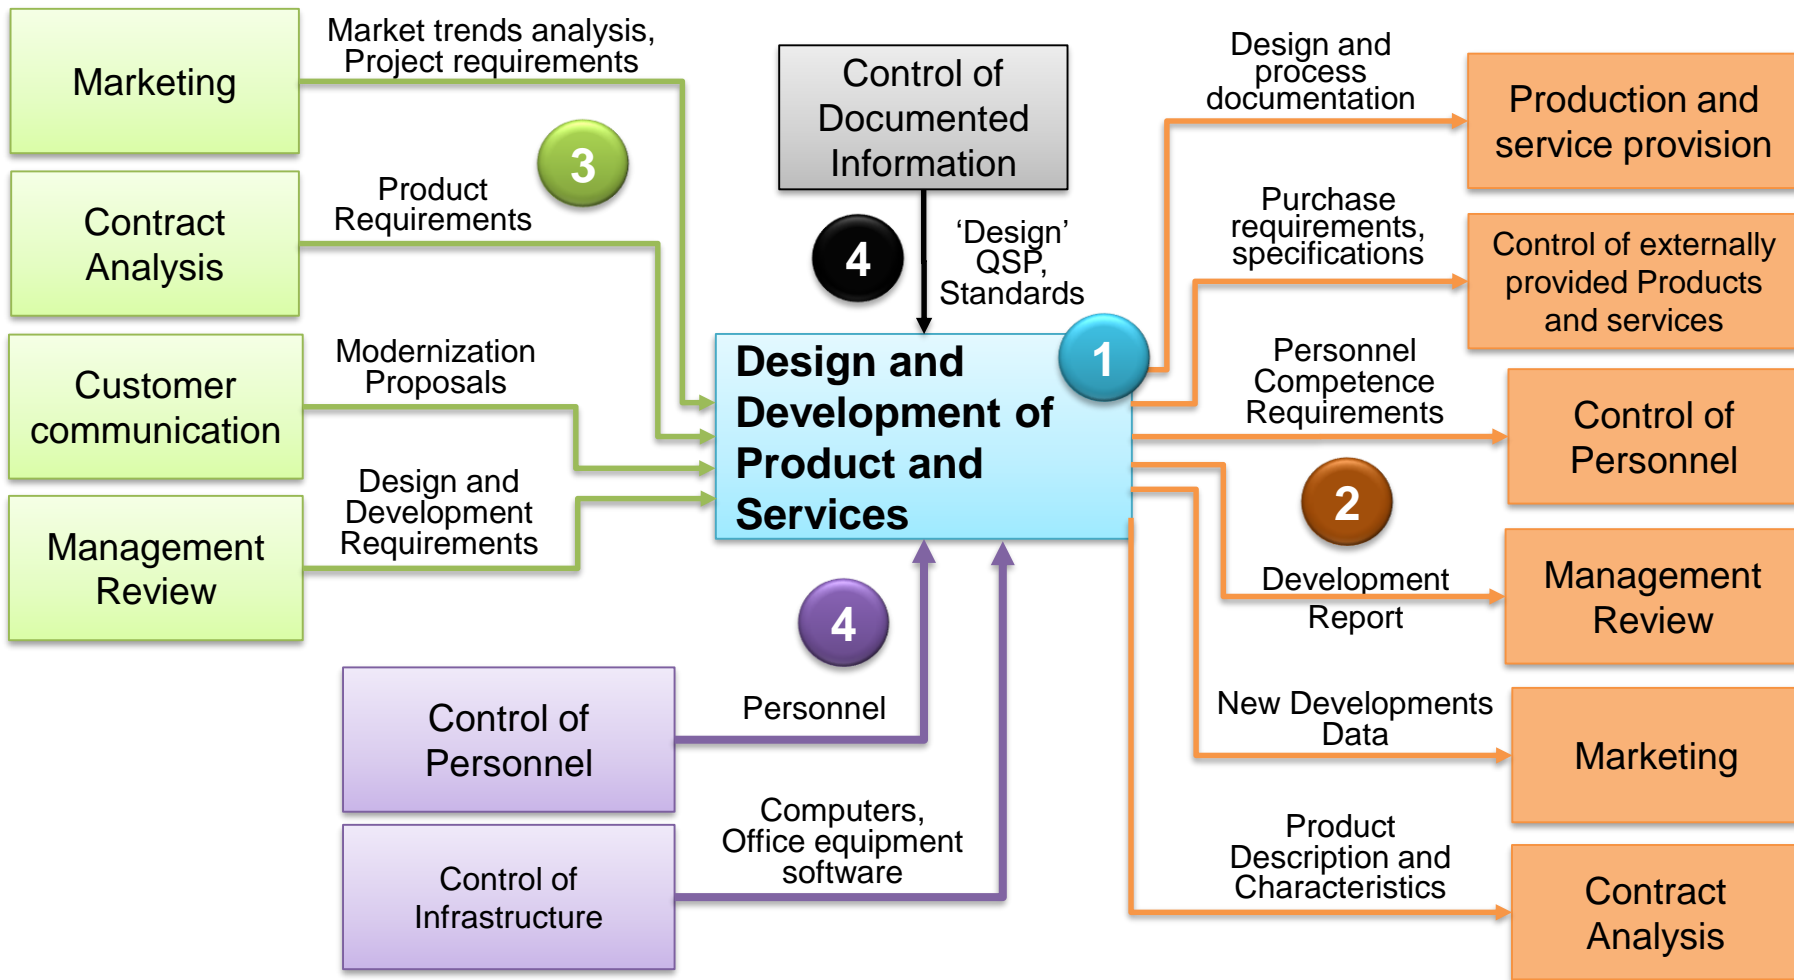 Marketing
Market trends analysis,
Project requirements
3
Contract
Analysis
Product
Requirements
Customer
communication
Modernization
Proposals
Management
Review
Design and
Development
Requirements
Control of
Documented
Information
4
‘Design’
QSP,
Standards
Design and
Development of
Product and
Services
1
4
Control of
Personnel
Personnel
Control of
Infrastructure
Computers,
Office equipment
software
Design and
process
documentation
Production and
service provision
Purchase
requirements,
specifications
Control of externally
provided Products
and services
Personnel
Competence
Requirements
Control of
Personnel
2
Development
Report
Management
Review
New Developments
Data
Marketing
Product
Description and
Characteristics
Contract
Analysis